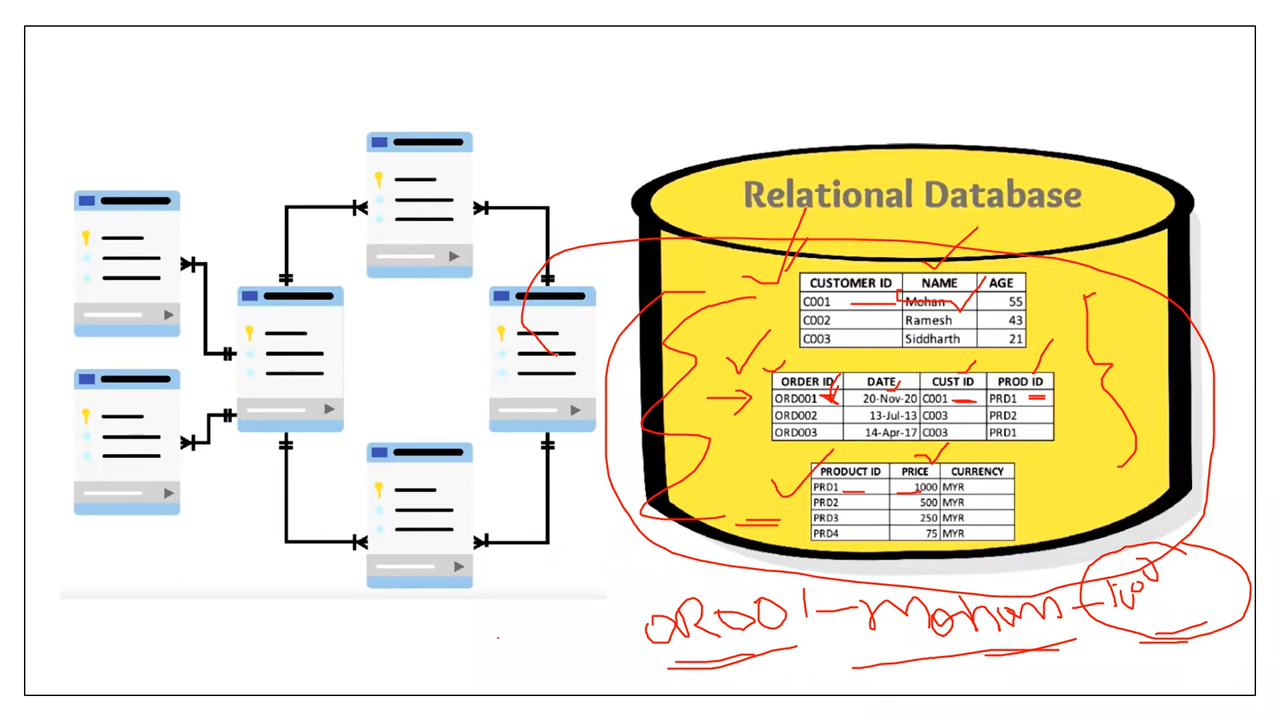 Relational Database
CUSTOMER ID NAME AGE
C001 Mohan 55
C002 Ramesh 43
C003 Siddharth 21
ORDER ID DATE CUST ID PROD ID
ORD001 20-Nov-20 C001 PRD1
ORD002 13-Jul-13 C003 PRD2
ORD003 14-Apr-17 C003 PRD1
PRODUCT ID PRICE CURRENCY
PRD1 1000 MYR
PRD2 500 MYR
PRD3 250 MYR
PRD4 75 MYR
OROO1-Mohan-1000